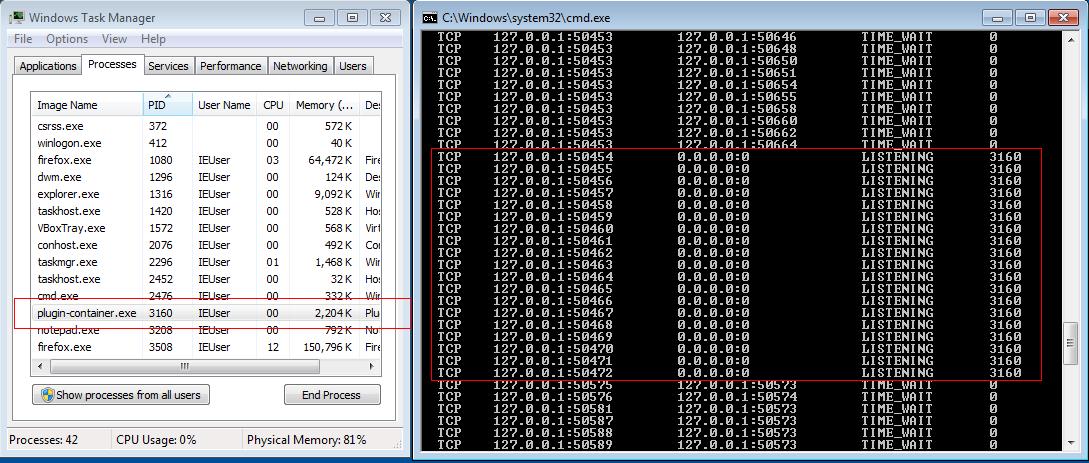 Windows Task Manager
File Options View Help
Applications Processes Services Performance Networking Users
Image Name PID User Name CPU Memory (... De:
csrss.exe 372 00 572 K
winlogon.exe 412 00 40 K
firefox.exe 1080 IEUser 03 64,472 K Fire
dwm.exe 1296 IEUser 00 124 K Des
explorer.exe 1316 IEUser 00 9,092 K Win
taskhost.exe 1420 IEUser 00 528 K Hos
VBoxTray.exe 1572 IEUser 00 568 K Virt
conhost.exe 2076 IEUser 00 492 K Con
taskmgr.exe 2296 IEUser 01 1,468 K Win
taskhost.exe 2452 IEUser 00 32 K Hos
cmd.exe 2476 IEUser 00 332 K Win
plugin-container.exe 3160 IEUser 00 2,204 K Plu
notepad.exe 3208 IEUser 00 792 K Not
firefox.exe 3508 IEUser 12 150,796 K Fire
Show processes from all users End Process
Processes: 42 CPU Usage: 0% Physical Memory: 81%
C:\Windows\system32\cmd.exe
TCP 127.0.0.1:50453 127.0.0.1:50646 TIME_WAIT 0
TCP 127.0.0.1:50453 127.0.0.1:50648 TIME_WAIT 0
TCP 127.0.0.1:50453 127.0.0.1:50650 TIME_WAIT 0
TCP 127.0.0.1:50453 127.0.0.1:50651 TIME_WAIT 0
TCP 127.0.0.1:50453 127.0.0.1:50654 TIME_WAIT 0
TCP 127.0.0.1:50453 127.0.0.1:50655 TIME_WAIT 0
TCP 127.0.0.1:50453 127.0.0.1:50658 TIME_WAIT 0
TCP 127.0.0.1:50453 127.0.0.1:50660 TIME_WAIT 0
TCP 127.0.0.1:50453 127.0.0.1:50662 TIME_WAIT 0
TCP 127.0.0.1:50453 127.0.0.1:50664 TIME_WAIT 0
TCP 127.0.0.1:50454 0.0.0.0:0 LISTENING 3160
TCP 127.0.0.1:50455 0.0.0.0:0 LISTENING 3160
TCP 127.0.0.1:50456 0.0.0.0:0 LISTENING 3160
TCP 127.0.0.1:50457 0.0.0.0:0 LISTENING 3160
TCP 127.0.0.1:50458 0.0.0.0:0 LISTENING 3160
TCP 127.0.0.1:50459 0.0.0.0:0 LISTENING 3160
TCP 127.0.0.1:50460 0.0.0.0:0 LISTENING 3160
TCP 127.0.0.1:50461 0.0.0.0:0 LISTENING 3160
TCP 127.0.0.1:50462 0.0.0.0:0 LISTENING 3160
TCP 127.0.0.1:50463 0.0.0.0:0 LISTENING 3160
TCP 127.0.0.1:50464 0.0.0.0:0 LISTENING 3160
TCP 127.0.0.1:50465 0.0.0.0:0 LISTENING 3160
TCP 127.0.0.1:50466 0.0.0.0:0 LISTENING 3160
TCP 127.0.0.1:50467 0.0.0.0:0 LISTENING 3160
TCP 127.0.0.1:50468 0.0.0.0:0 LISTENING 3160
TCP 127.0.0.1:50469 0.0.0.0:0 LISTENING 3160
TCP 127.0.0.1:50470 0.0.0.0:0 LISTENING 3160
TCP 127.0.0.1:50471 0.0.0.0:0 LISTENING 3160
TCP 127.0.0.1:50472 0.0.0.0:0 LISTENING 3160
TCP 127.0.0.1:50575 127.0.0.1:50573 TIME_WAIT 0
TCP 127.0.0.1:50576 127.0.0.1:50574 TIME_WAIT 0
TCP 127.0.0.1:50581 127.0.0.1:50573 TIME_WAIT 0
TCP 127.0.0.1:50587 127.0.0.1:50573 TIME_WAIT 0
TCP 127.0.0.1:50588 127.0.0.1:50573 TIME_WAIT 0
TCP 127.0.0.1:50589 127.0.0.1:50573 TIME_WAIT 0